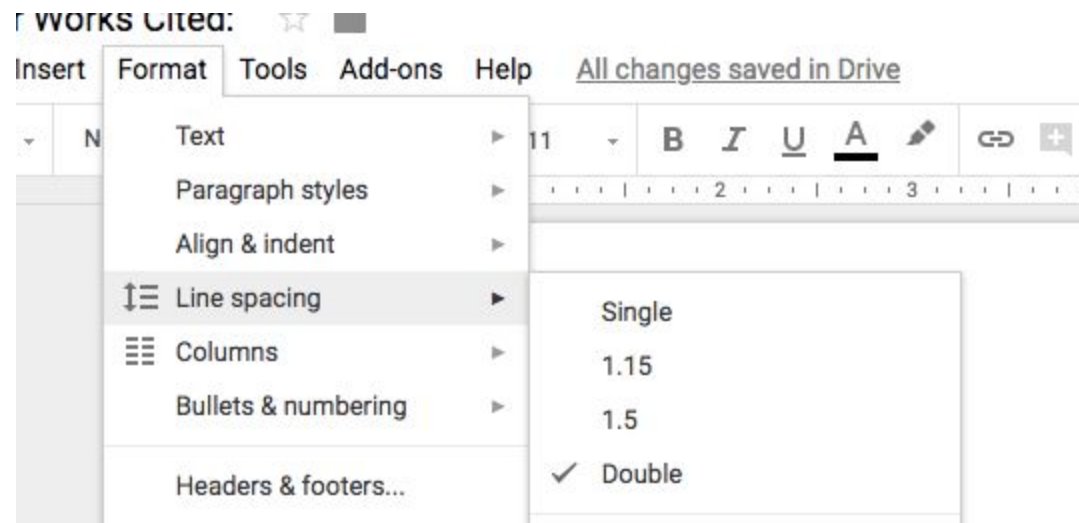 r Works Cited:
Insert Format Tools Add-ons Help All changes saved in Drive
N 11 B I U A
2 3
Text
Paragraph styles
Align & indent
Line spacing
Columns
Bullets & numbering
Headers & footers...
Single
1.15
1.5
Double